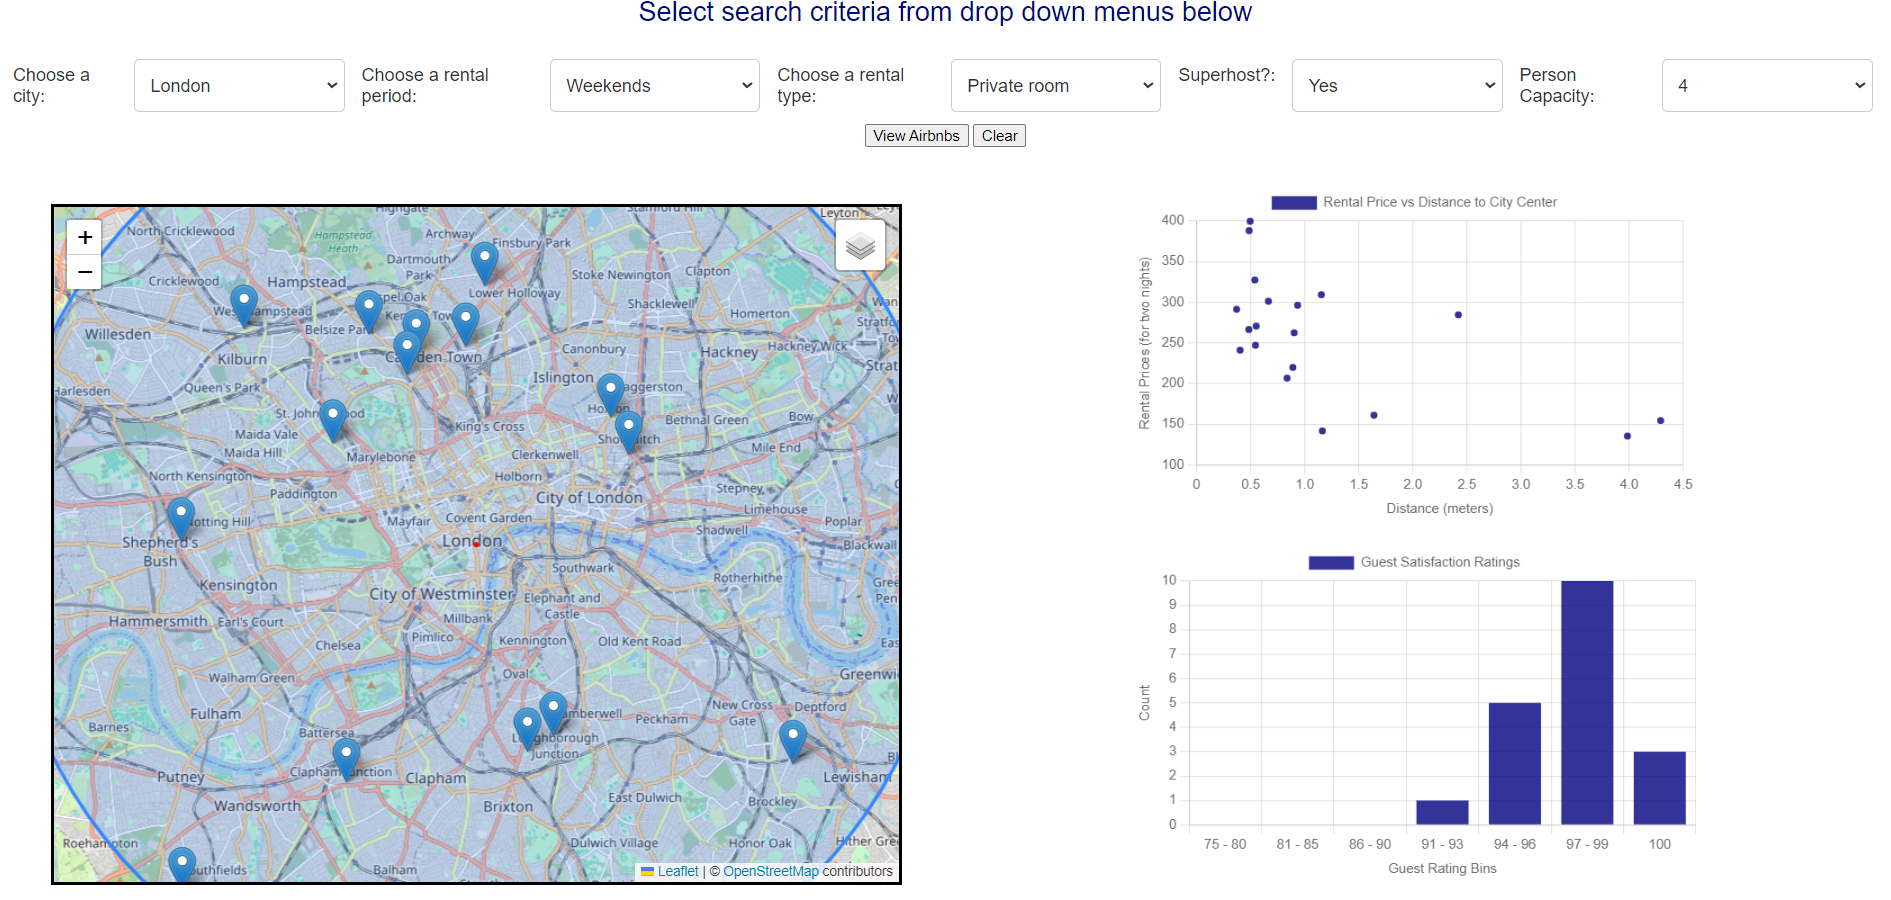 Select search criteria from drop down menus below
Choose a city:
London
Choose a rental period:
Weekends
Choose a rental type:
Private room
Superhost?:
Yes
Person Capacity:
4
View Airbnbs
Clear
+
−
Highgate
Stamford Hill
Leyton
North Cricklewood
Hampstead Heath
Archway
Finsbury Park
Dartmouth Park
Stoke Newington
Clapton
Cricklewood
Hampstead
Lower Holloway
Shacklewell
Homerton
Willesden
Belsize Park
Canonbury
Hackney
Hackney Wick
Kilburn
Camden Town
Islington
Queen's Park
Harlesden
Haggerston
Hoxton
St. John's Wood
Bethnal Green
Bow
Maida Vale
King's Cross
Shoreditch
Mile End
Maida Hill
Marylebone
Clerkenwell
North Kensington
Holborn
Paddington
City of London
Stepney
Limehouse
Notting Hill
Mayfair
Covent Garden
Shadwell
Poplar
Shepherd's Bush
London
Blackwall
Southwark
Kensington
City of Westminster
Elephant and Castle
Rotherhithe
Hammersmith
Earl's Court
Millbank
Pimlico
Kennington
Old Kent Road
Chelsea
Walham Green
Oval
Greenwi
Fulham
Camberwell
Peckham
New Cross Gate
Deptford
Barnes
Battersea
Loughborough Junction
Putney
Clapham Junction
Clapham
Lewisham
Wandsworth
Brixton
East Dulwich
Brockley
Roehampton
Dulwich Village
Honor Oak
Hither Gre
Balham
Southfields
Leaflet | © OpenStreetMap contributors
Rental Price vs Distance to City Center
Rental Prices (for two nights)
400
350
300
250
200
150
100
0 0.5 1.0 1.5 2.0 2.5 3.0 3.5 4.0 4.5
Distance (meters)
Guest Satisfaction Ratings
Count
10
9
8
7
6
5
4
3
2
1
0
75 - 80 81 - 85 86 - 90 91 - 93 94 - 96 97 - 99 100
Guest Rating Bins